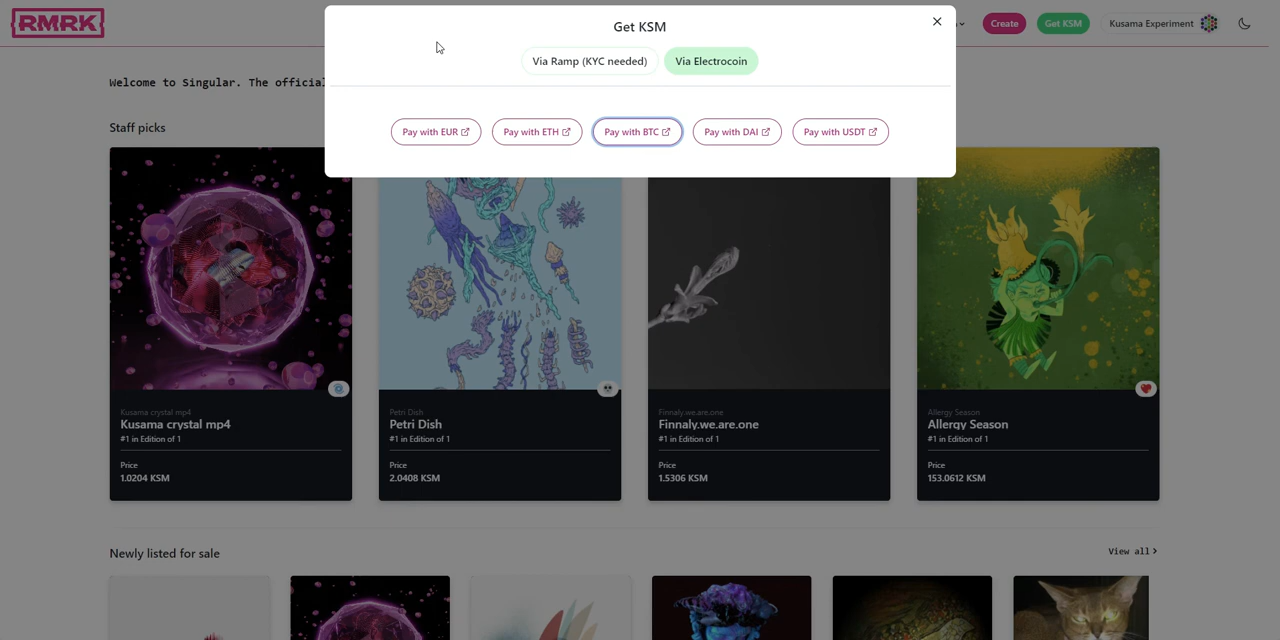 RMRK
Create
Get KSM
Kusama Experiment
Get KSM
Via Ramp (KYC needed)
Via Electrocoin
Pay with EUR
Pay with ETH
Pay with BTC
Pay with DAI
Pay with USDT
Welcome to Singular. The official
Staff picks
Kusama crystal mp4
Kusama crystal mp4
#1 in Edition of 1
Price
1.0204 KSM
Petri Dish
Petri Dish
#1 in Edition of 1
Price
2.0408 KSM
Finnaly.we.are.one
Finnaly.we.are.one
#1 in Edition of 1
Price
1.5306 KSM
Allergy Season
Allergy Season
#1 in Edition of 1
Price
153.0612 KSM
Newly listed for sale
View all